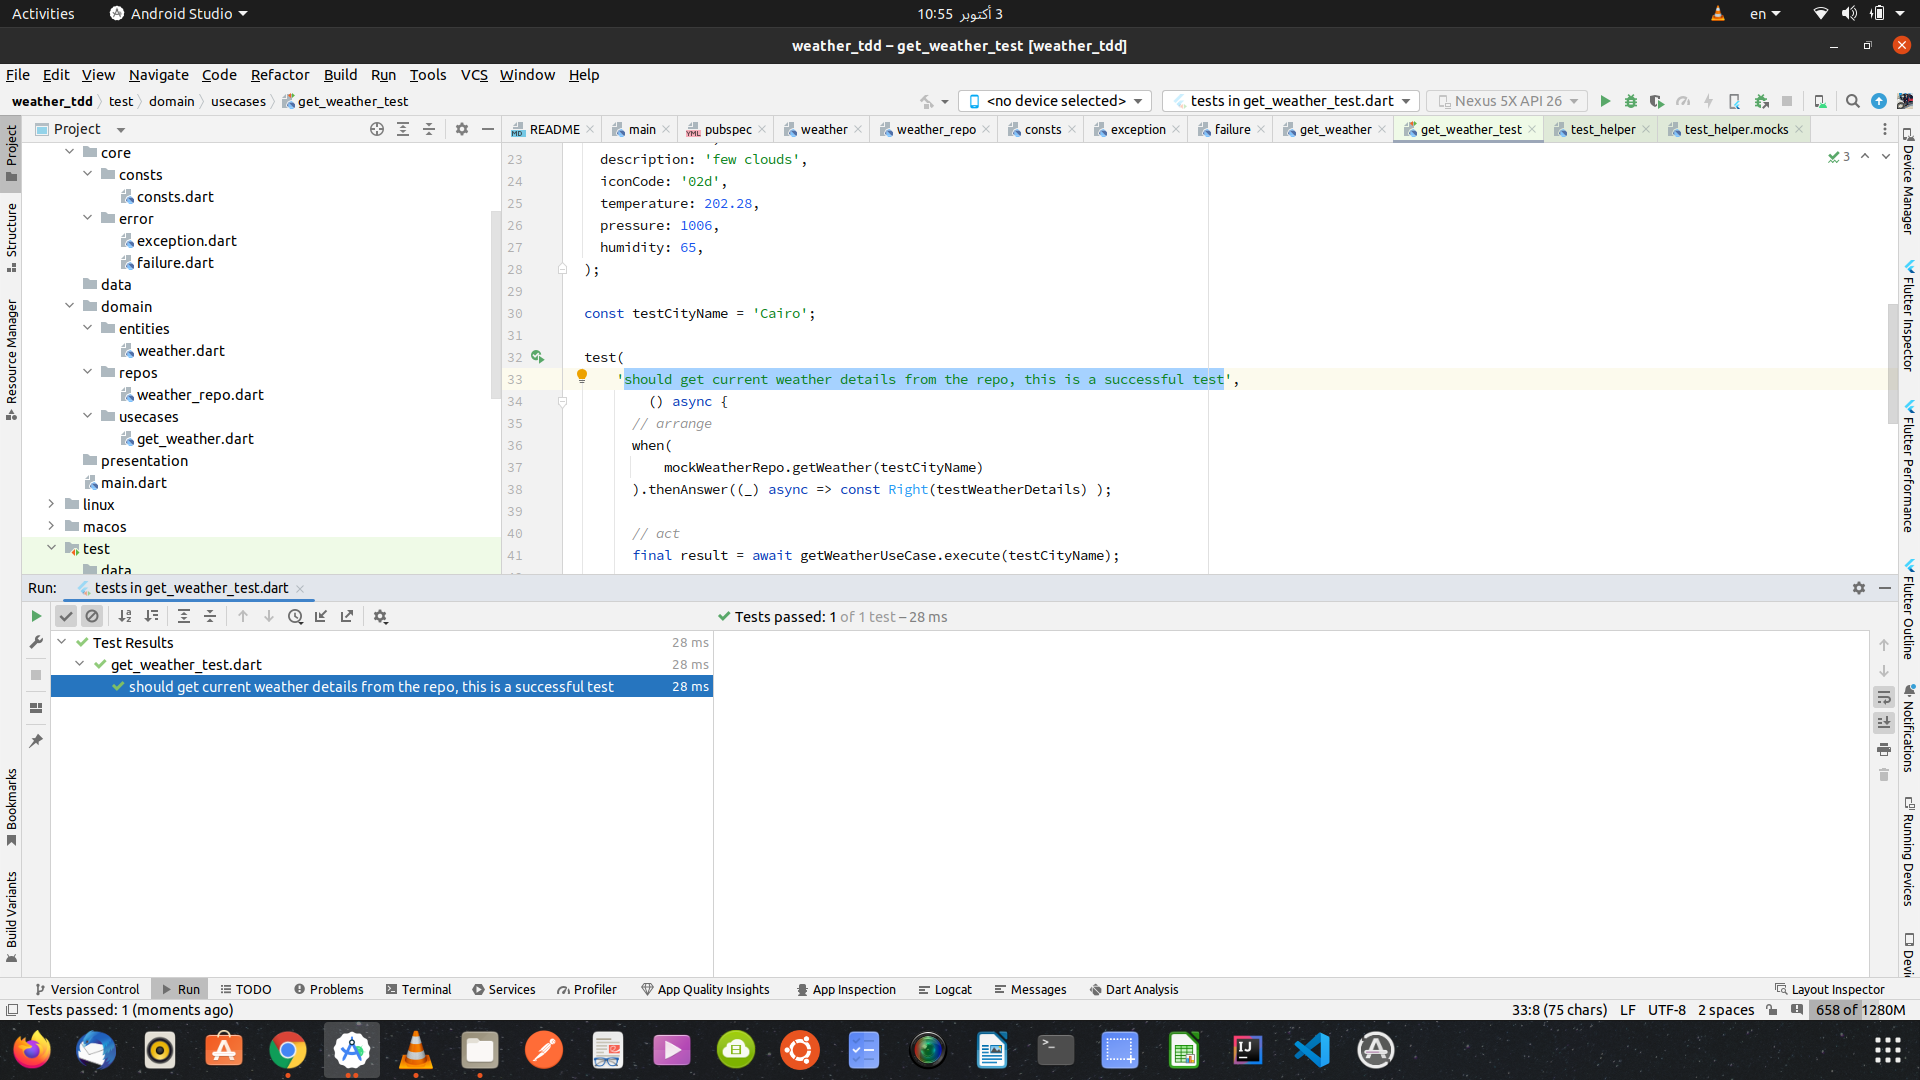 Activities
Android Studio
3 أكتوبر 10:55
en
weather_tdd – get_weather_test [weather_tdd]
File Edit View Navigate Code Refactor Build Run Tools VCS Window Help
weather_tdd test domain usecases get_weather_test
<no device selected>
tests in get_weather_test.dart
Nexus 5X API 26
Project
README
main
pubspec
weather
weather_repo
consts
exception
failure
get_weather
get_weather_test
test_helper
test_helper.mocks
Project
Structure
Resource Manager
Bookmarks
Build Variants
core
consts
consts.dart
error
exception.dart
failure.dart
data
domain
entities
weather.dart
repos
weather_repo.dart
usecases
get_weather.dart
presentation
main.dart
linux
macos
test
data
3
23 description: 'few clouds',
24 iconCode: '02d',
25 temperature: 202.28,
26 pressure: 1006,
27 humidity: 65,
28 );
29
30 const testCityName = 'Cairo';
31
32 test(
33 'should get current weather details from the repo, this is a successful test',
34 () async {
35 // arrange
36 when(
37 mockWeatherRepo.getWeather(testCityName)
38 ).thenAnswer((_) async => const Right(testWeatherDetails) );
39
40 // act
41 final result = await getWeatherUseCase.execute(testCityName);
Device Manager
Flutter Inspector
Flutter Performance
Flutter Outline
Notifications
Running Devices
Run:
tests in get_weather_test.dart
Tests passed: 1 of 1 test – 28 ms
Test Results 28 ms
get_weather_test.dart 28 ms
should get current weather details from the repo, this is a successful test 28 ms
Version Control
Run
TODO
Problems
Terminal
Services
Profiler
App Quality Insights
App Inspection
Logcat
Messages
Dart Analysis
Layout Inspector
Tests passed: 1 (moments ago)
33:8 (75 chars) LF UTF-8 2 spaces 658 of 1280M